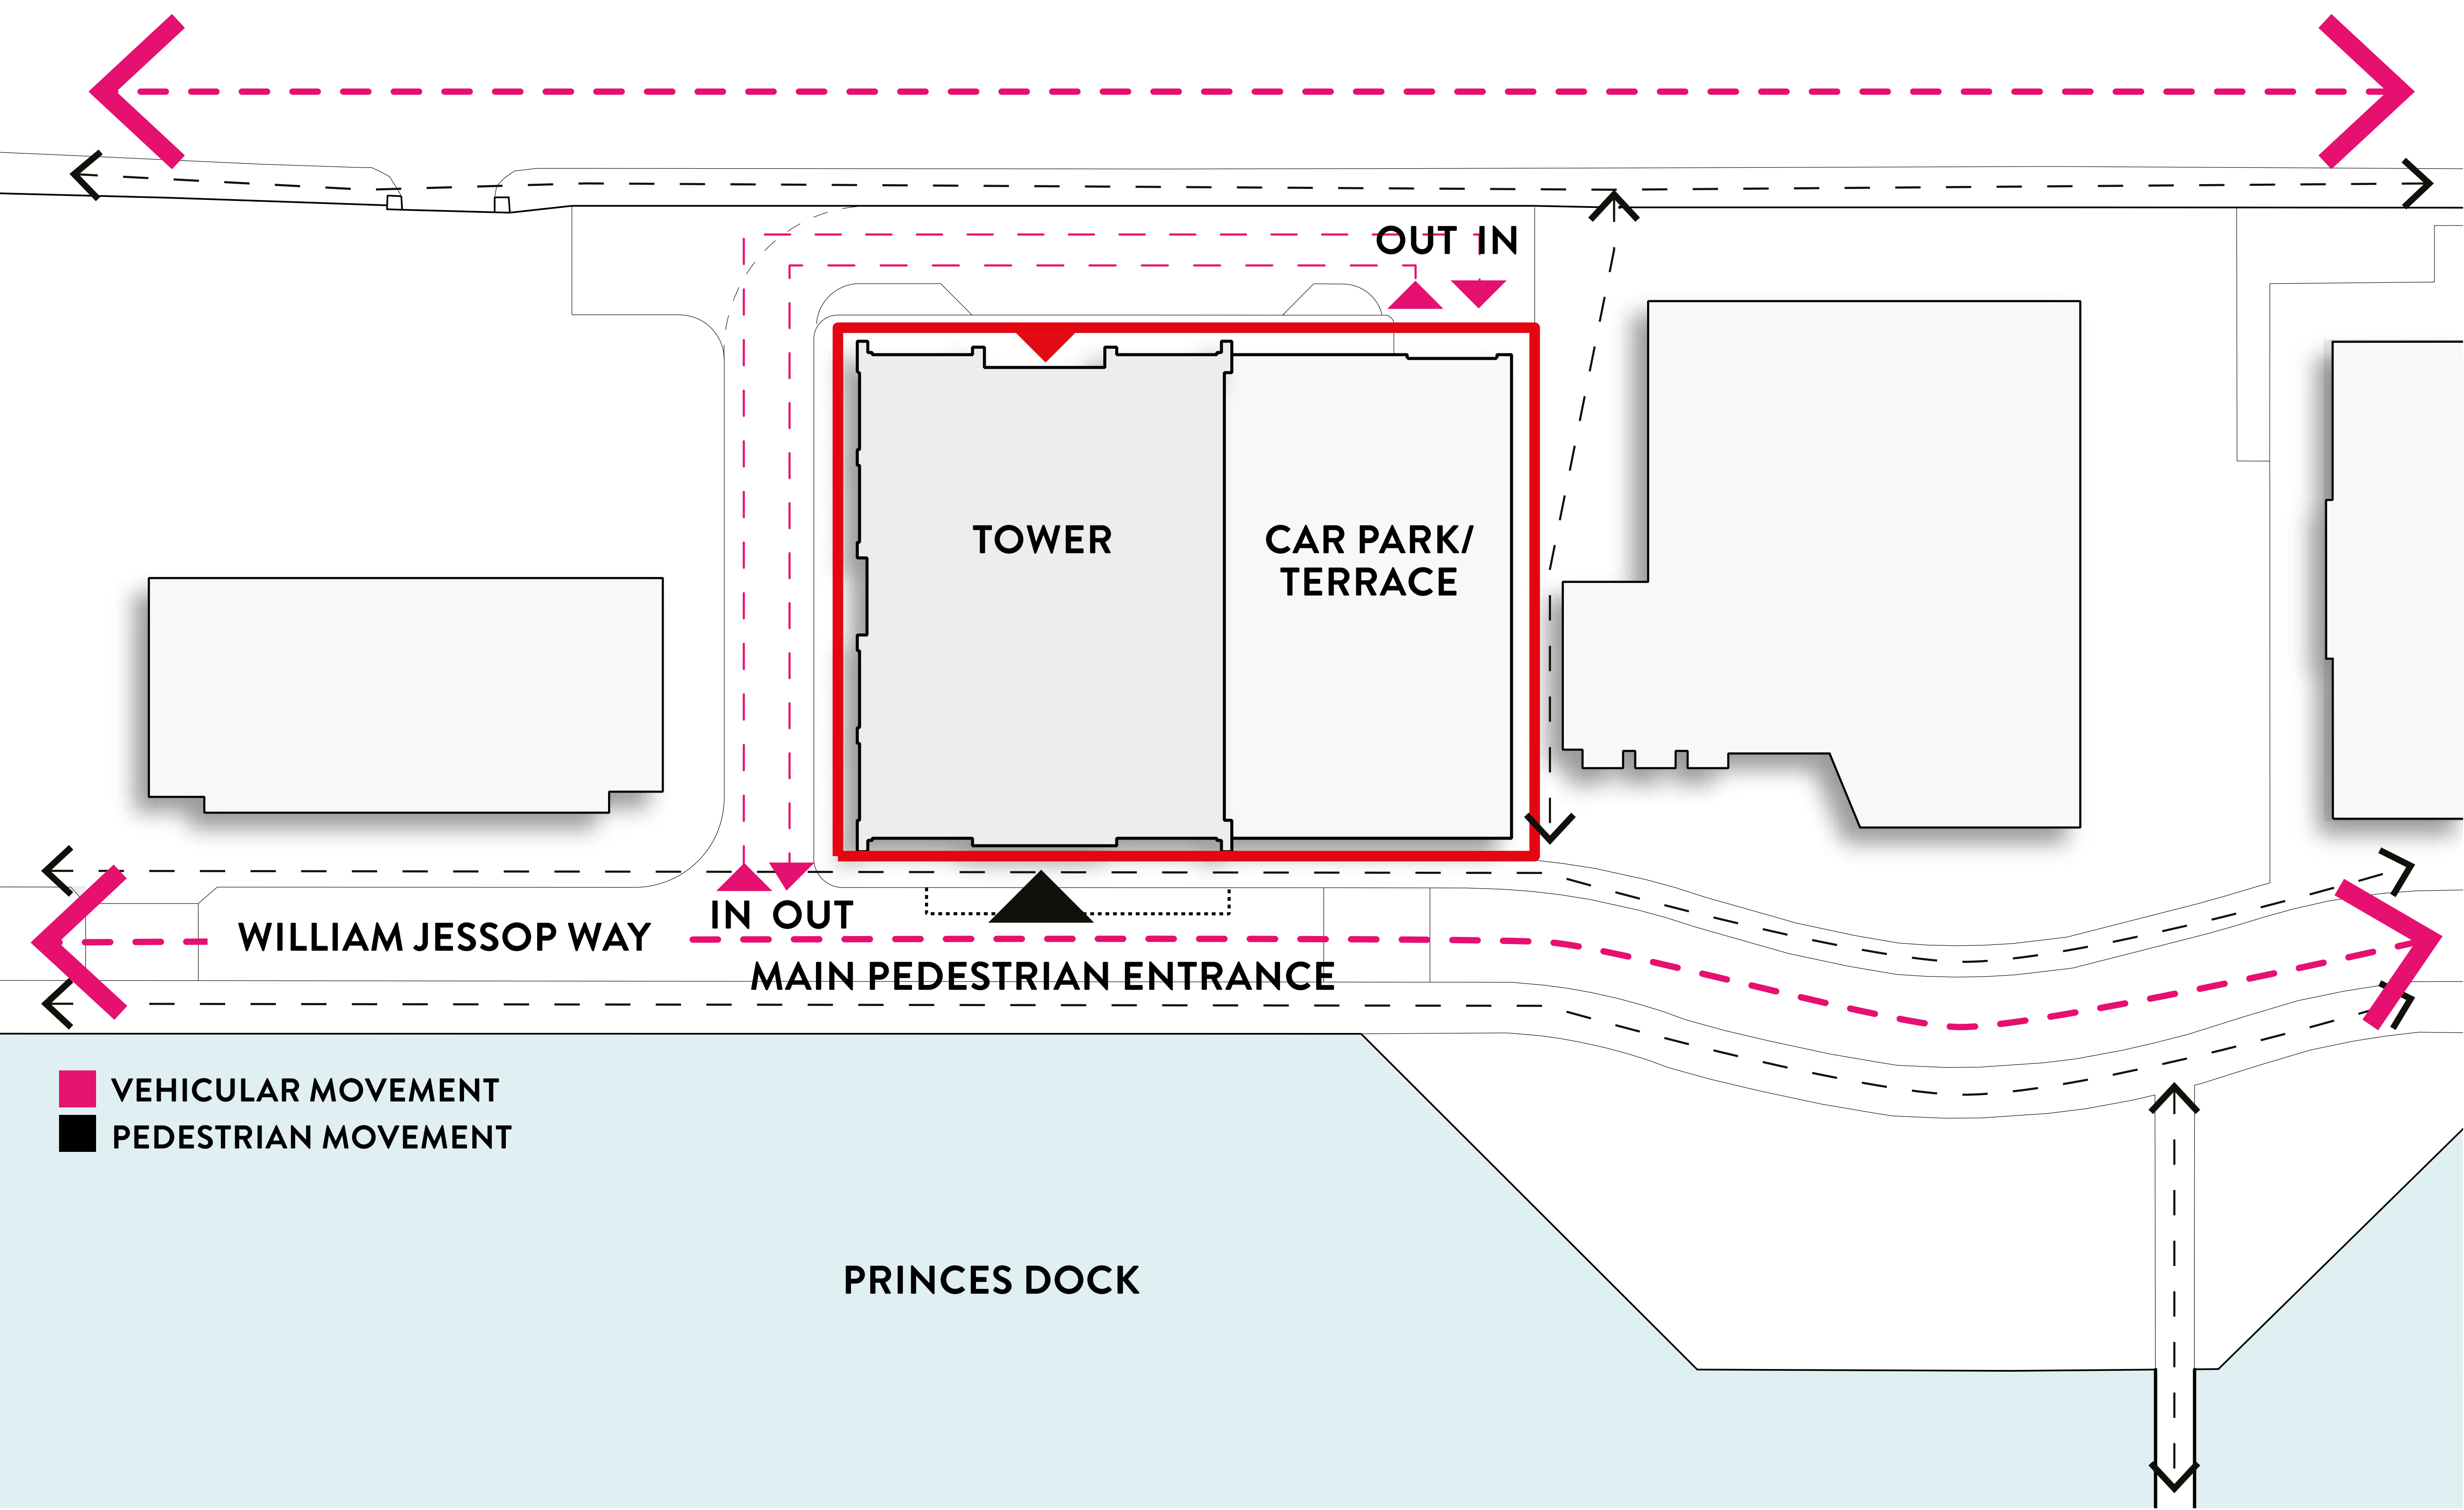 OUT IN
TOWER
CAR PARK/
TERRACE
IN OUT
WILLIAM JESSOP WAY
MAIN PEDESTRIAN ENTRANCE
VEHICULAR MOVEMENT
PEDESTRIAN MOVEMENT
PRINCES DOCK